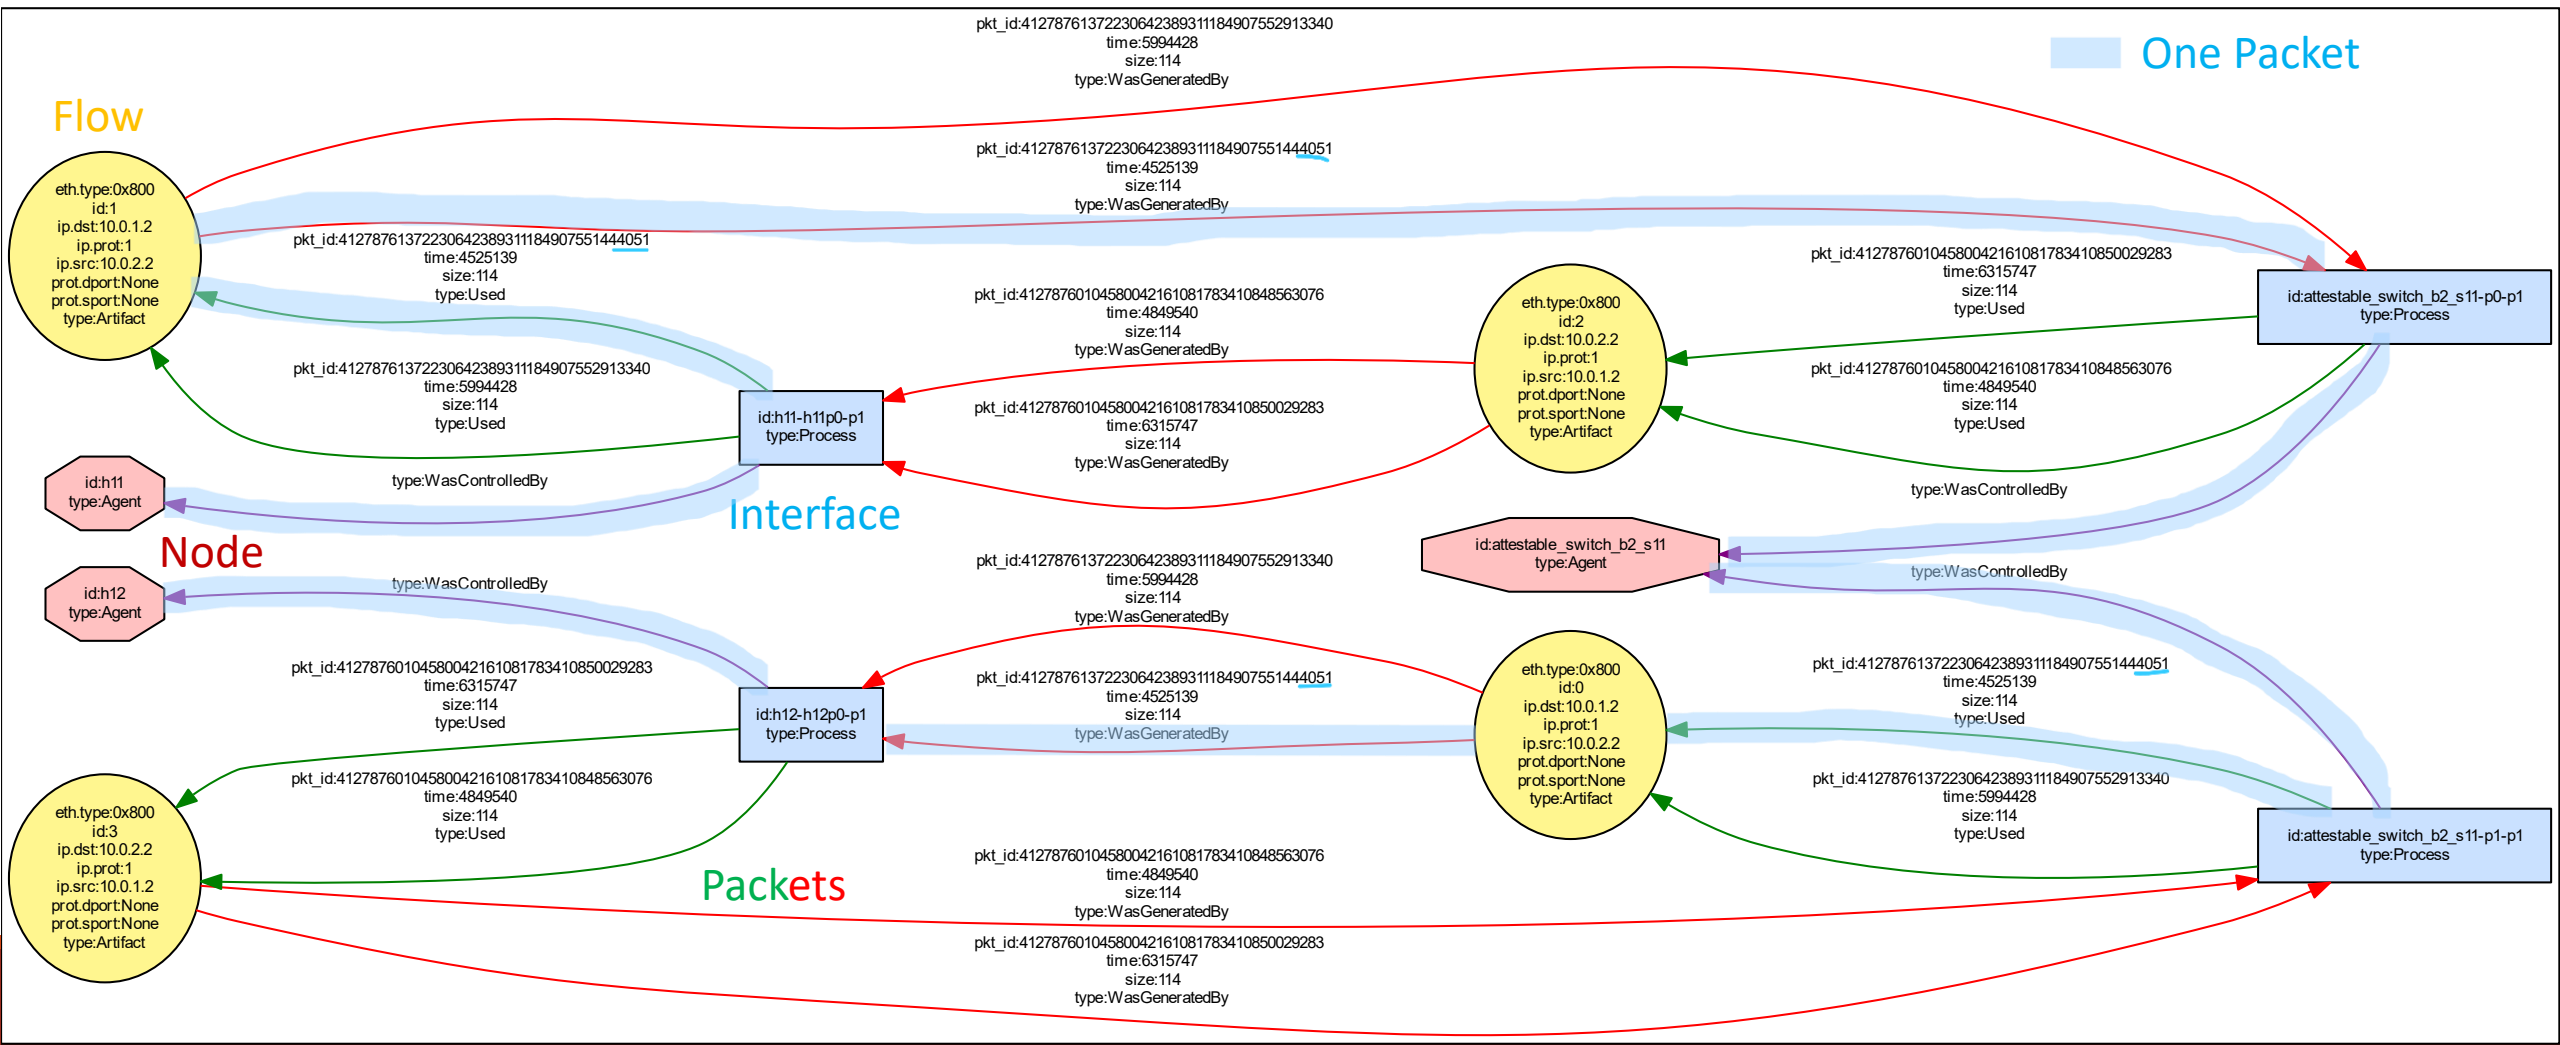 pkt_id:41278761372230642389311184907552913340
time:5994428
size:114
type:WasGeneratedBy
One Packet
Flow
pkt_id:41278761372230642389311184907551444051
time:4525139
size:114
type:WasGeneratedBy
eth.type:0x800
id:1
ip.dst:10.0.1.2
ip.prot:1
ip.src:10.0.2.2
prot.dport:None
prot.sport:None
type:Artifact
pkt_id:41278761372230642389311184907551444051
time:4525139
size:114
type:Used
pkt_id:41278760104580042161081783410850029283
time:6315747
size:114
type:Used
id:attestable_switch_b2_s11-p0-p1
type:Process
pkt_id:41278760104580042161081783410848563076
time:4849540
size:114
type:WasGeneratedBy
eth.type:0x800
id:2
ip.dst:10.0.2.2
ip.prot:1
ip.src:10.0.1.2
prot.dport:None
prot.sport:None
type:Artifact
pkt_id:41278761372230642389311184907552913340
time:5994428
size:114
type:Used
pkt_id:41278760104580042161081783410848563076
time:4849540
size:114
type:Used
id:h11-h11p0-p1
type:Process
pkt_id:41278760104580042161081783410850029283
time:6315747
size:114
type:WasGeneratedBy
id:h11
type:Agent
type:WasControlledBy
Interface
type:WasControlledBy
Node
id:attestable_switch_b2_s11
type:Agent
id:h12
type:Agent
type:WasControlledBy
pkt_id:41278761372230642389311184907552913340
time:5994428
size:114
type:WasGeneratedBy
type:WasControlledBy
pkt_id:41278760104580042161081783410850029283
time:6315747
size:114
type:Used
id:h12-h12p0-p1
type:Process
pkt_id:41278761372230642389311184907551444051
time:4525139
size:114
type:WasGeneratedBy
eth.type:0x800
id:0
ip.dst:10.0.1.2
ip.prot:1
ip.src:10.0.2.2
prot.dport:None
prot.sport:None
type:Artifact
pkt_id:41278761372230642389311184907551444051
time:4525139
size:114
type:Used
pkt_id:41278760104580042161081783410848563076
time:4849540
size:114
type:Used
pkt_id:41278761372230642389311184907552913340
time:5994428
size:114
type:Used
id:attestable_switch_b2_s11-p1-p1
type:Process
eth.type:0x800
id:3
ip.dst:10.0.2.2
ip.prot:1
ip.src:10.0.1.2
prot.dport:None
prot.sport:None
type:Artifact
Packets
pkt_id:41278760104580042161081783410848563076
time:4849540
size:114
type:WasGeneratedBy
pkt_id:41278760104580042161081783410850029283
time:6315747
size:114
type:WasGeneratedBy